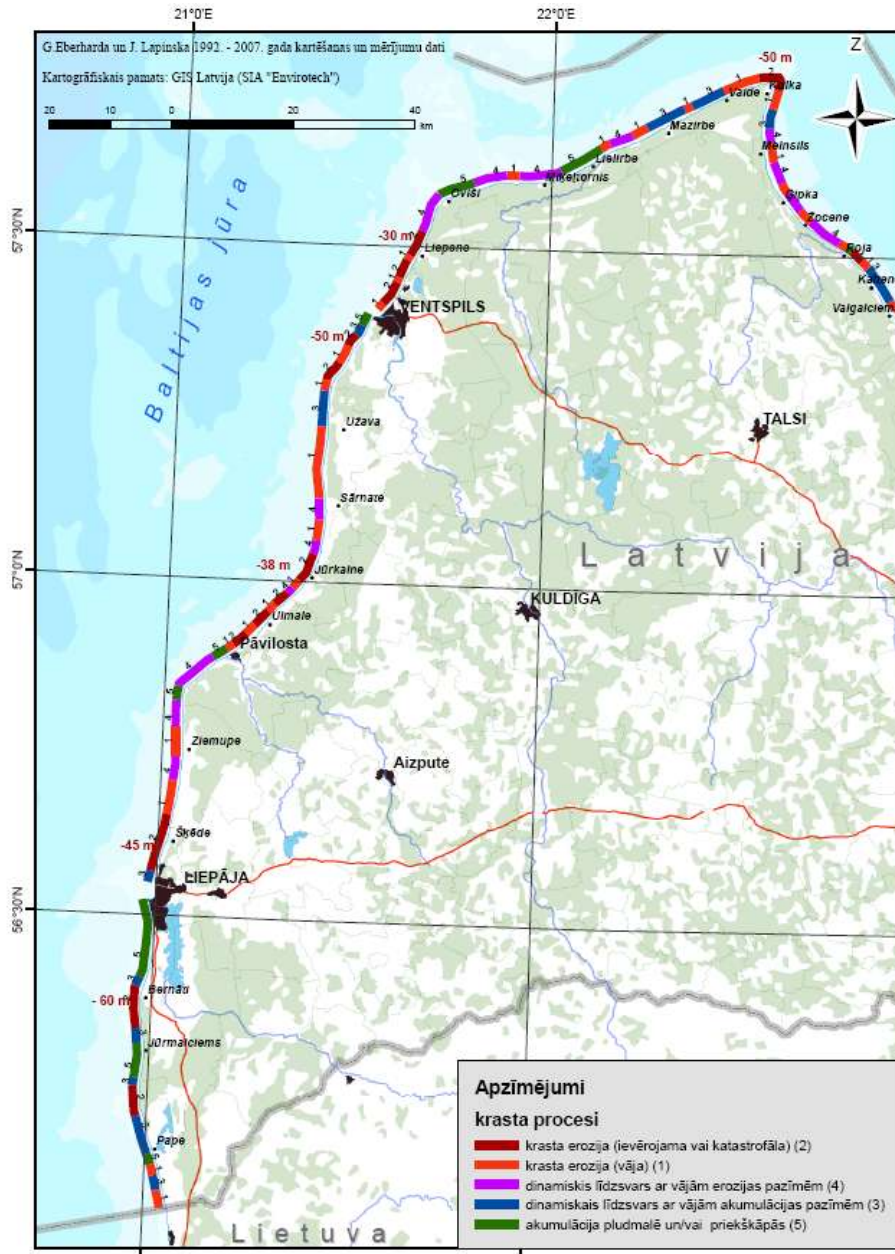 21°0'E
22°0'E
G.Eberharda un J. Lapinska 1992. - 2007. gada kartēšanas un mērījumu dati
Kartogrāfiskais pamats: GIS Latvija (SIA "Envirotech")
20 10 0 20 40
km
Z
-50 m
Kolka
Vaide
Mazirbe
Melnsils
Lielirbe
Miķeļtornis
Ovīši
Ģipka
Žocene
Roja
Valgalciem
57°30'N
-30 m
Liepene
VENTSPILS
-50 m
Baltijas jūra
Užava
TALSI
Sārnate
Latvija
57°0'N
-38 m
Jūrkalne
KULDĪGA
Ulmale
Pāvilosta
Ziemupe
Aizpute
Šķēde
-45 m
LIEPĀJA
56°30'N
Bernāti
- 60 m
Jūrmalciems
Pape
Lietuva
Apzīmējumi
krasta procesi
krasta erozija (ievērojama vai katastrofāla) (2)
krasta erozija (vāja) (1)
dinamiskis līdzsvars ar vājām erozijas pazīmēm (4)
dinamiskais līdzsvars ar vājām akumulācijas pazīmēm (3)
akumulācija pludmalē un/vai priekškāpās (5)